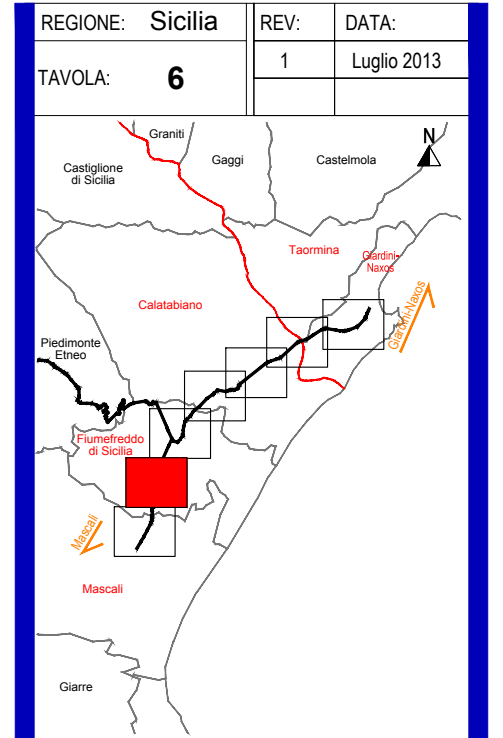 REGIONE: Sicilia REV: DATA:
TAVOLA: 6 1 Luglio 2013
N
Graniti
Gaggi
Castelmola
Castiglione
di Sicilia
Taormina
Giardini-
Naxos
Giardini-Naxos
Calatabiano
Piedimonte
Etneo
Fiumefreddo
di Sicilia
Mascali
Mascali
Giarre